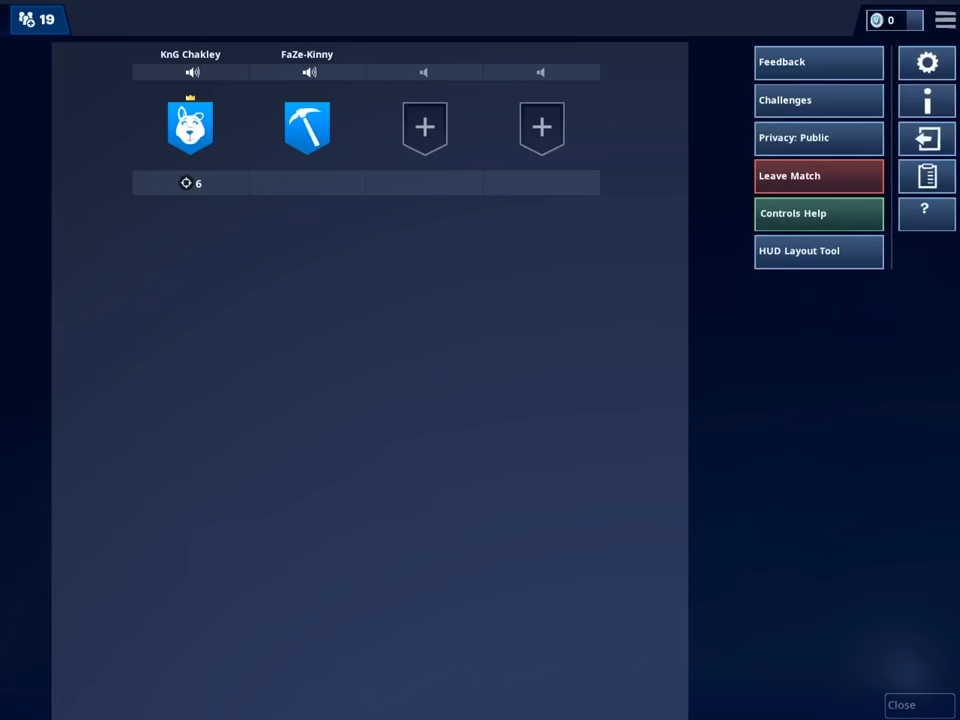 19
0
KnG Chakley
FaZe-Kinny
6
Feedback
Challenges
Privacy: Public
Leave Match
Controls Help
?
HUD Layout Tool
Close